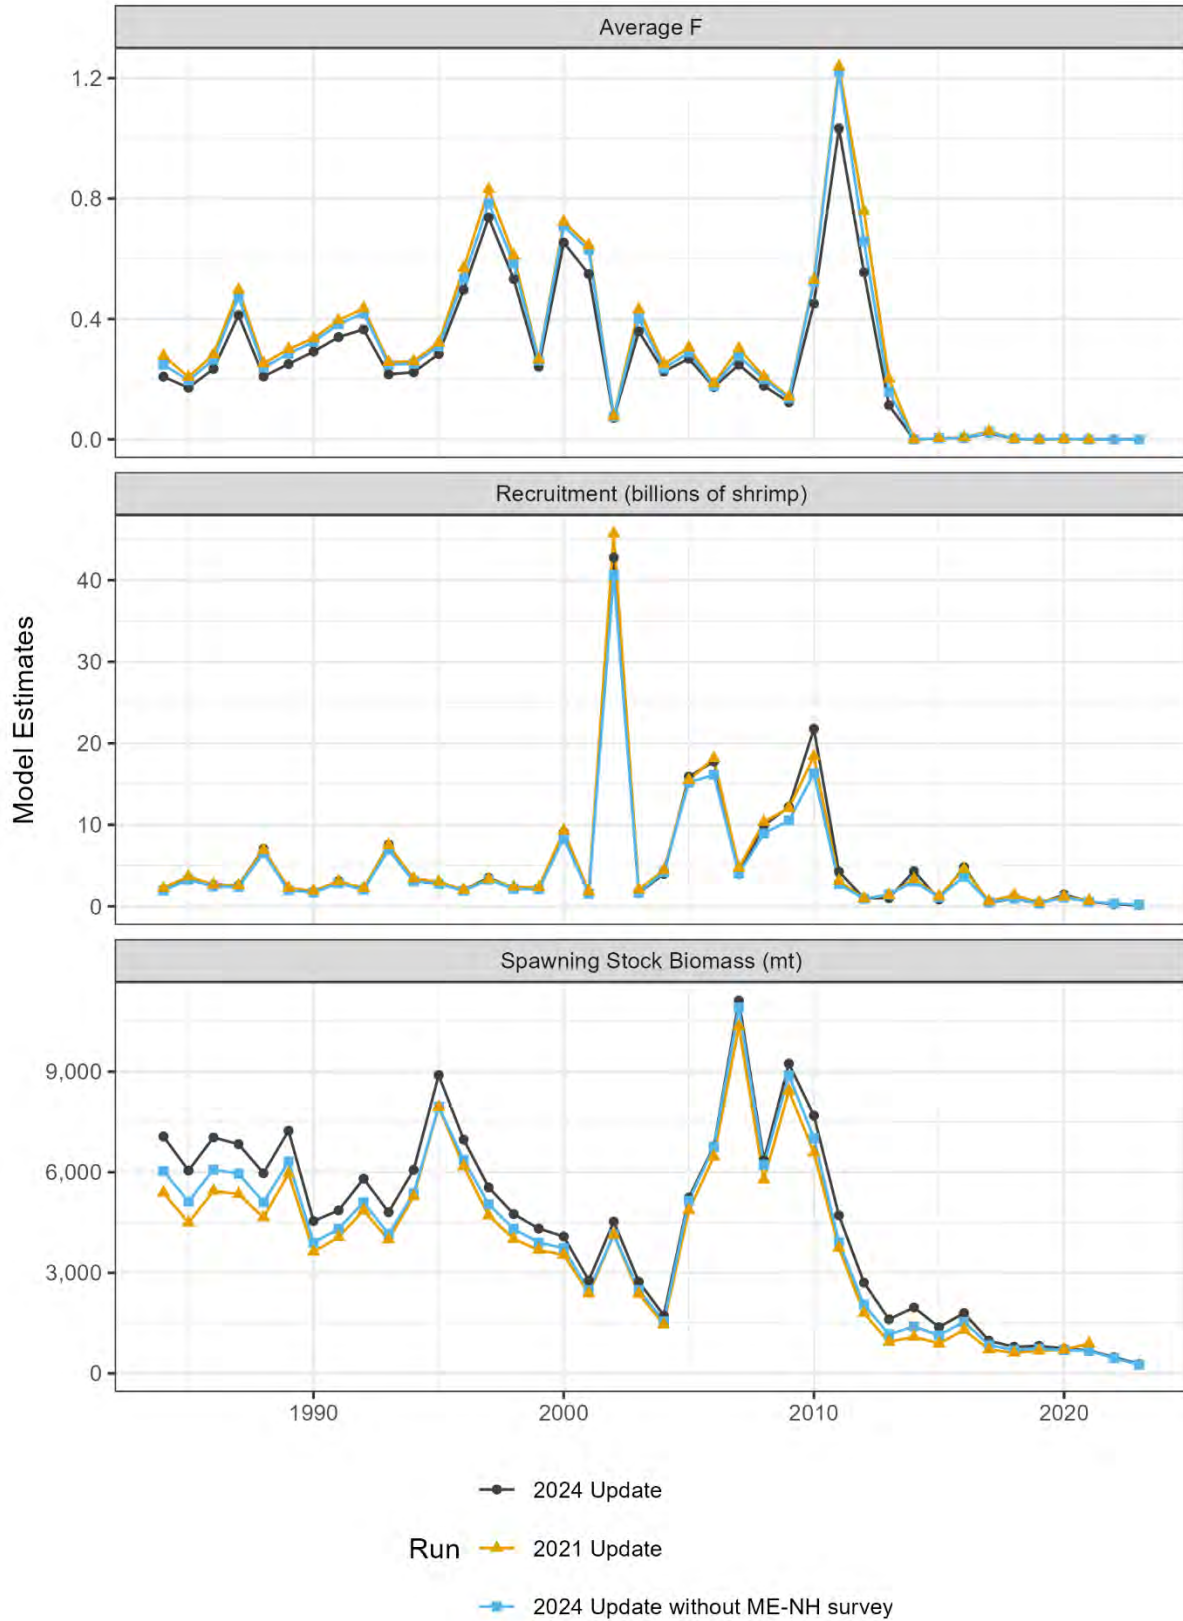 Average F
1.2
0.8
0.4
0.0
Recruitment (billions of shrimp)
40
30
20
10
0
Spawning Stock Biomass (mt)
9,000
6,000
3,000
0
Model Estimates
1990 2000 2010 2020
Run
2024 Update
2021 Update
2024 Update without ME-NH survey